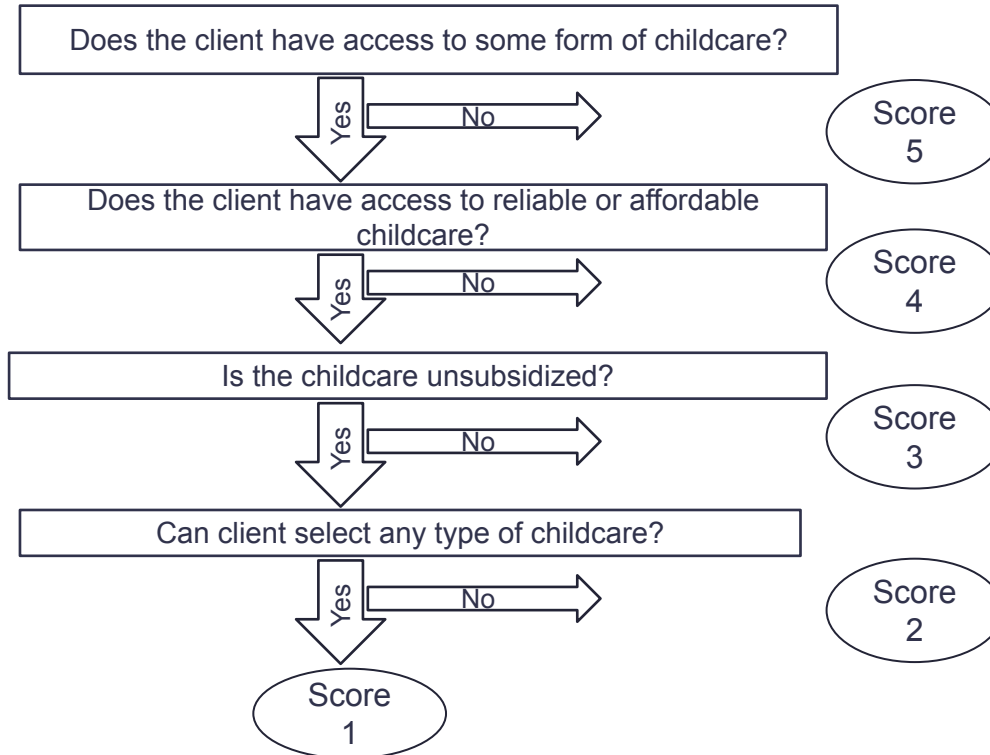 Does the client have access to some form of childcare?
Yes
No
Score
5
Does the client have access to reliable or affordable
childcare?
Yes
No
Score
4
Is the childcare unsubsidized?
Yes
No
Score
3
Can client select any type of childcare?
Yes
No
Score
2
Score
1